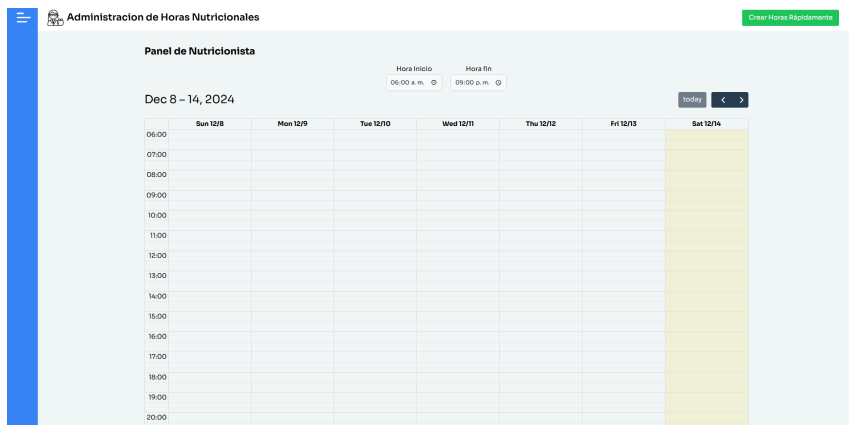 Administracion de Horas Nutricionales
Crear Horas Rápidamente
Panel de Nutricionista
Hora Inicio Hora fin
06:00 a. m. 09:00 p. m.
Dec 8 – 14, 2024
today
Sun 12/8 Mon 12/9 Tue 12/10 Wed 12/11 Thu 12/12 Fri 12/13 Sat 12/14
06:00
07:00
08:00
09:00
10:00
11:00
12:00
13:00
14:00
15:00
16:00
17:00
18:00
19:00
20:00